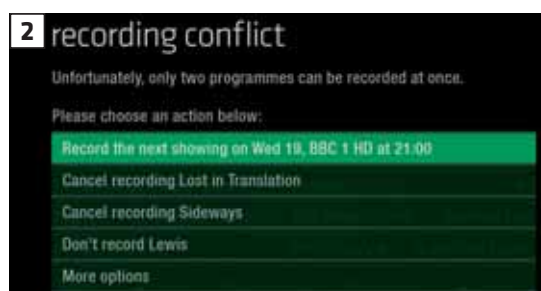 2
recording conflict
Unfortunately, only two programmes can be recorded at once.
Please choose an action below:
Record the next showing on Wed 19, BBC 1 HD at 21:00
Cancel recording Lost in Translation
Cancel recording Sideways
Don't record Lewis
More options